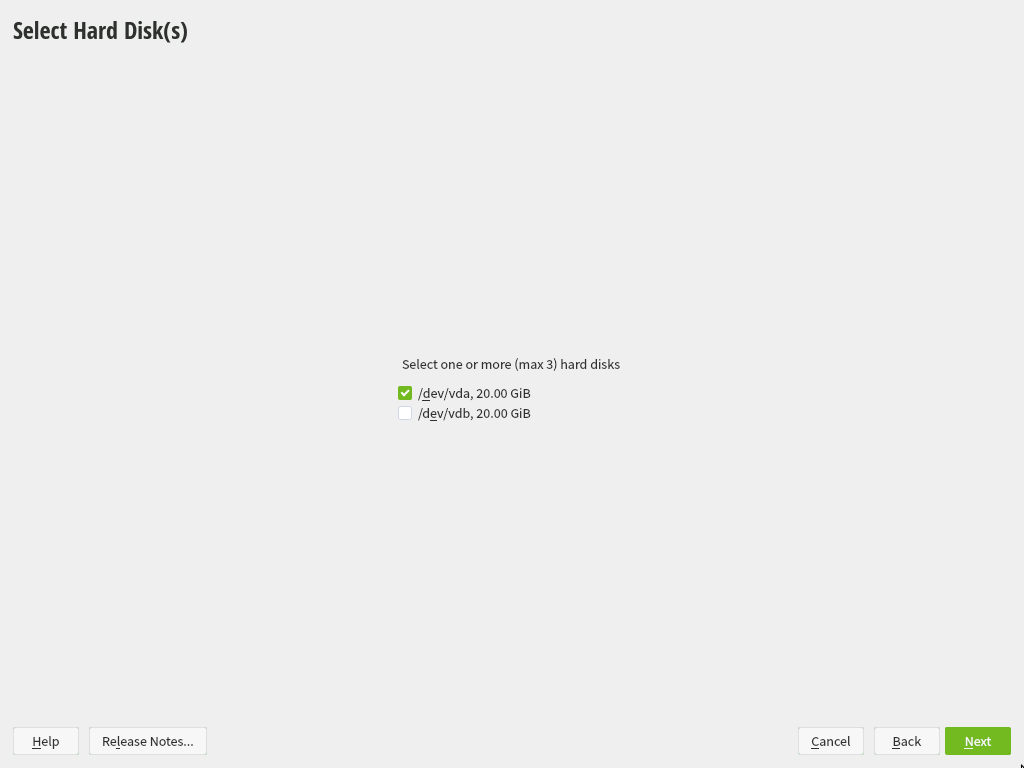 Select Hard Disk(s)
Select one or more (max 3) hard disks
/dev/vda, 20.00 GiB
/dev/vdb, 20.00 GiB
Help
Release Notes...
Cancel
Back
Next